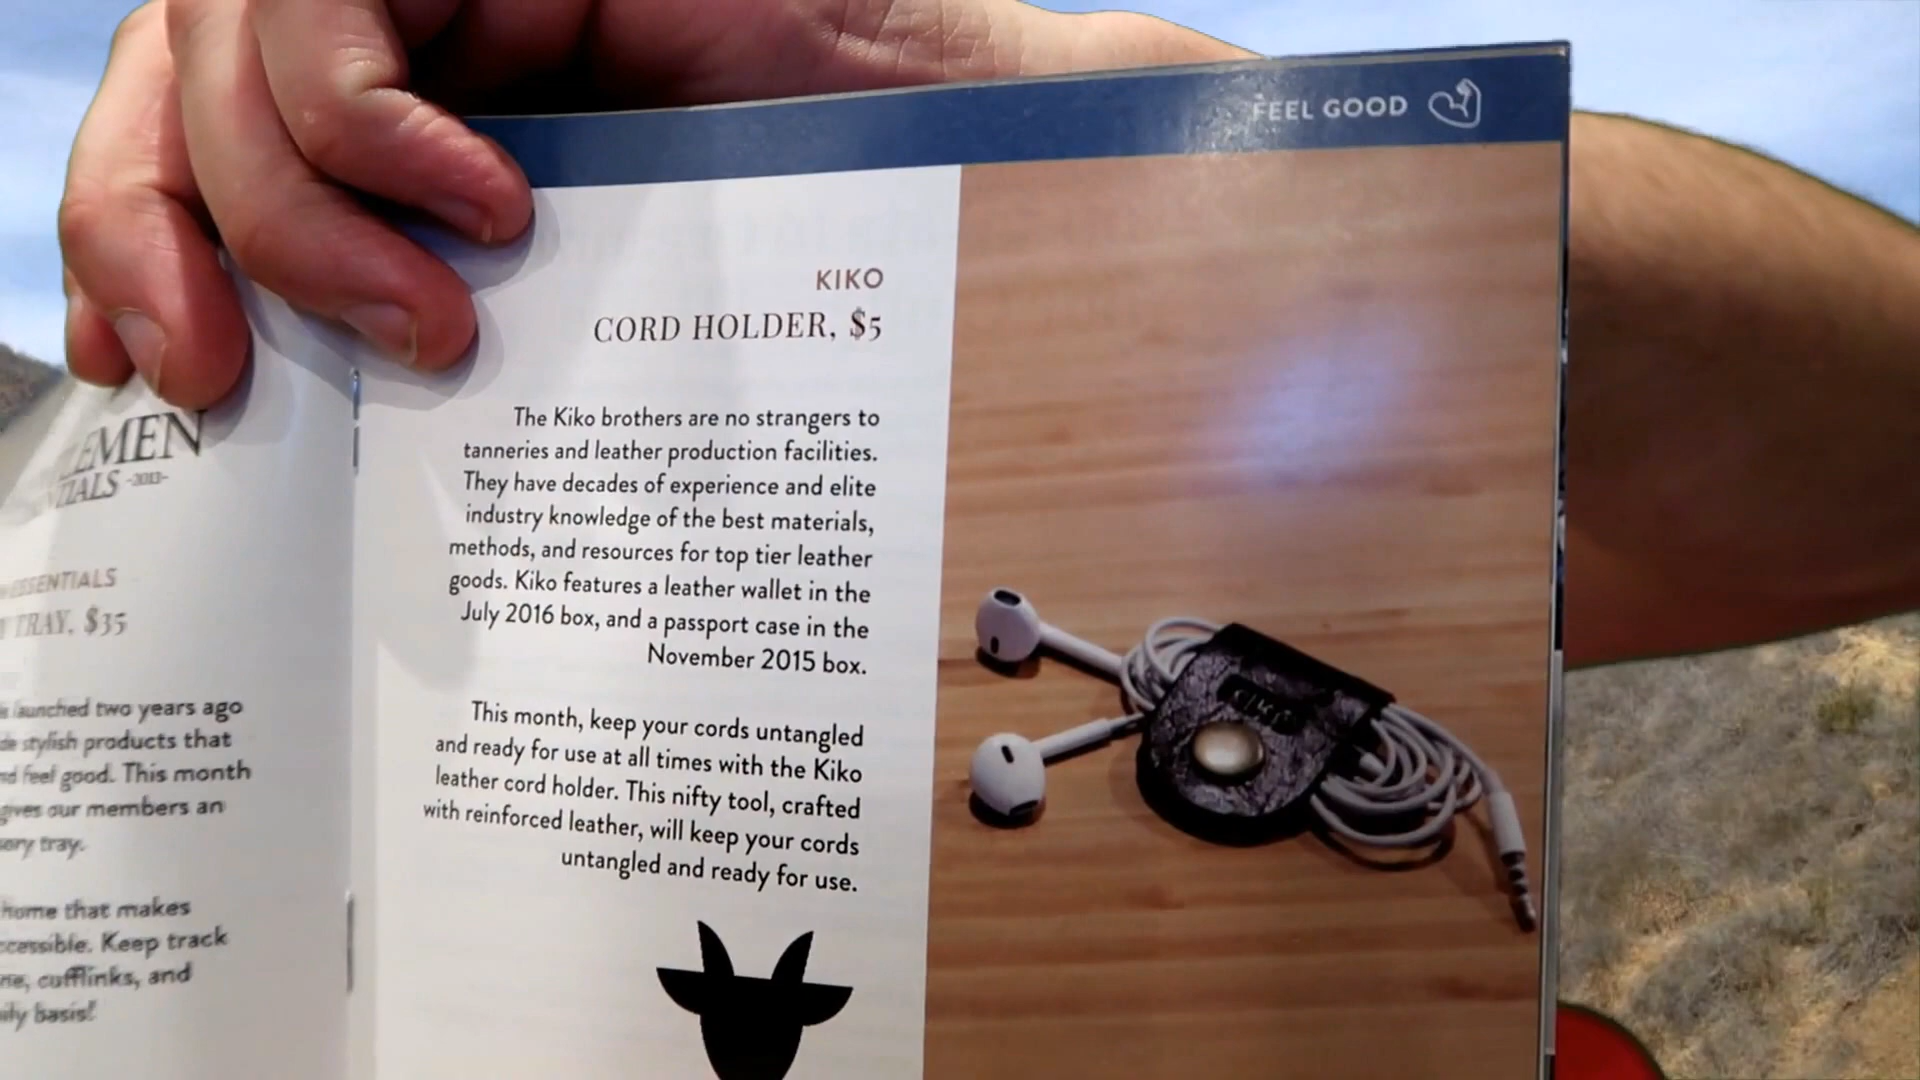 FEEL GOOD
EMEN
TIALS -2013-
ESSENTIALS
TRAY, $35
launched two years ago
stylish products that
feel good. This month
gives our members an
tray.
home that makes
Keep track
cufflinks, and
basis!
KIKO
CORD HOLDER, $5
The Kiko brothers are no strangers to
tanneries and leather production facilities.
They have decades of experience and elite
industry knowledge of the best materials,
methods, and resources for top tier leather
goods. Kiko features a leather wallet in the
July 2016 box, and a passport case in the
November 2015 box.
This month, keep your cords untangled
and ready for use at all times with the Kiko
leather cord holder. This nifty tool, crafted
with reinforced leather, will keep your cords
untangled and ready for use.
KIKO